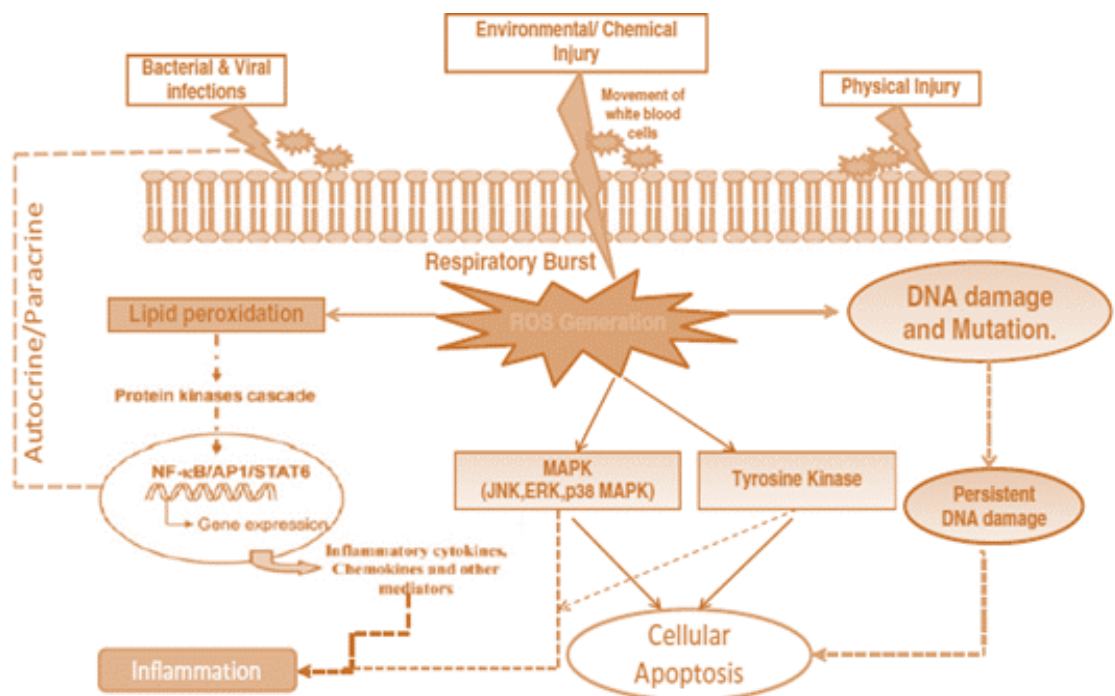 Environmental/ Chemical
Injury
Bacterial & Viral
infections
Movement of
white blood
cells
Physical Injury
Autocrine/Paracrine
Respiratory Burst
Lipid peroxidation
ROS Generation
DNA damage
and Mutation.
Protein kinases cascade
NF-κB/AP1/STAT6
Gene expression
MAPK
(JNK,ERK,p38 MAPK)
Tyrosine Kinase
Persistent
DNA damage
Inflammatory cytokines,
Chemokines and other
mediators
Inflammation
Cellular
Apoptosis